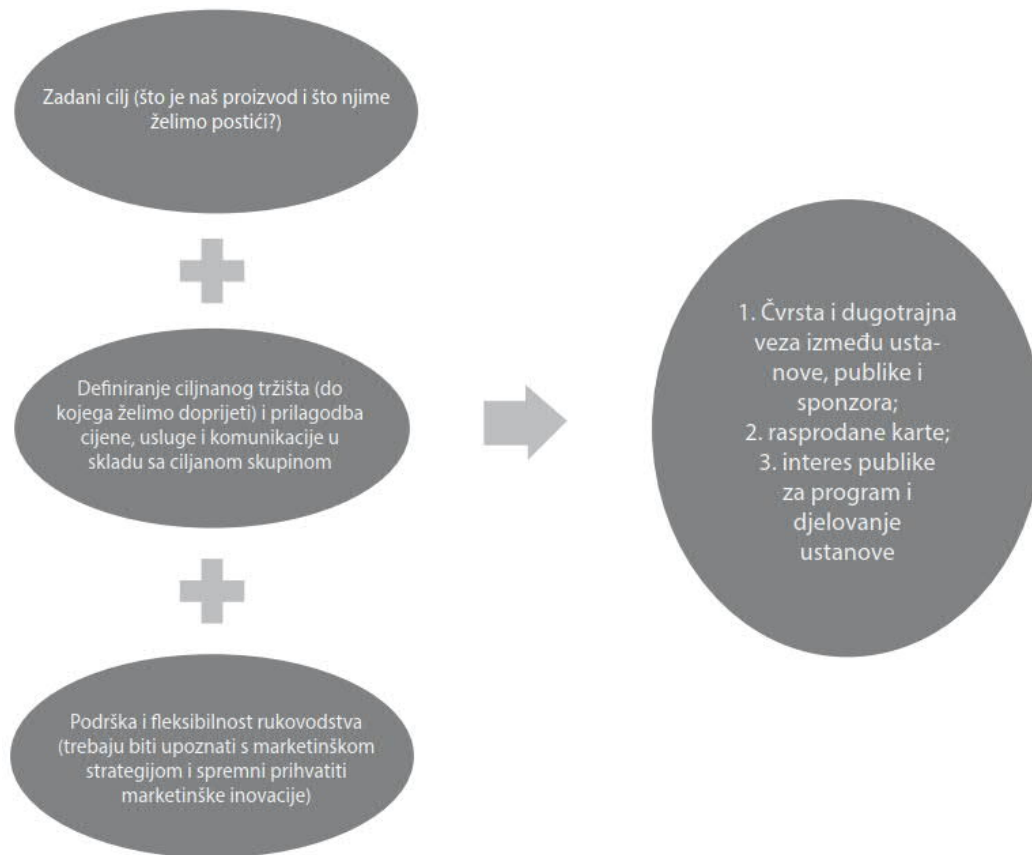 Zadani cilj (što je naš proizvod i što njime
želimo postići?)
Definiranje ciljnanog tržišta (do
kojega želimo doprijeti) i prilagodba
cijene, usluge i komunikacije u
skladu sa ciljanom skupinom
Podrška i fleksibilnost rukovodstva
(trebaju biti upoznati s marketinškom
strategijom i spremni prihvatiti
marketinške inovacije)
1. Čvrsta i dugotrajna
veza između usta-
nove, publike i
sponzora;
2. rasprodane karte;
3. interes publike
za program i
djelovanje
ustanove